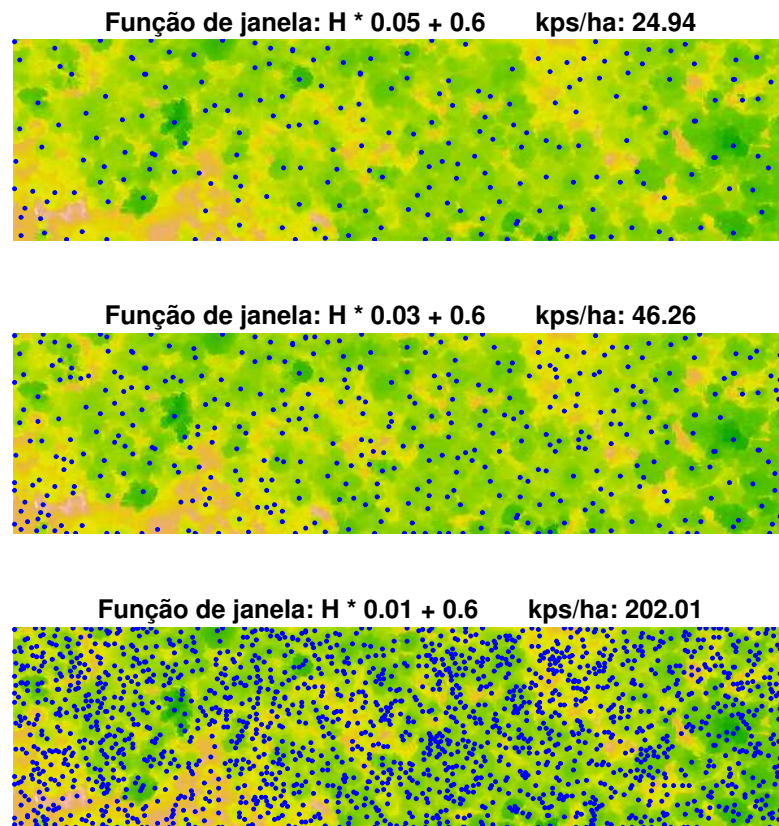 Função de janela: H * 0.05 + 0.6 kps/ha: 24.94
Função de janela: H * 0.03 + 0.6 kps/ha: 46.26
Função de janela: H * 0.01 + 0.6 kps/ha: 202.01